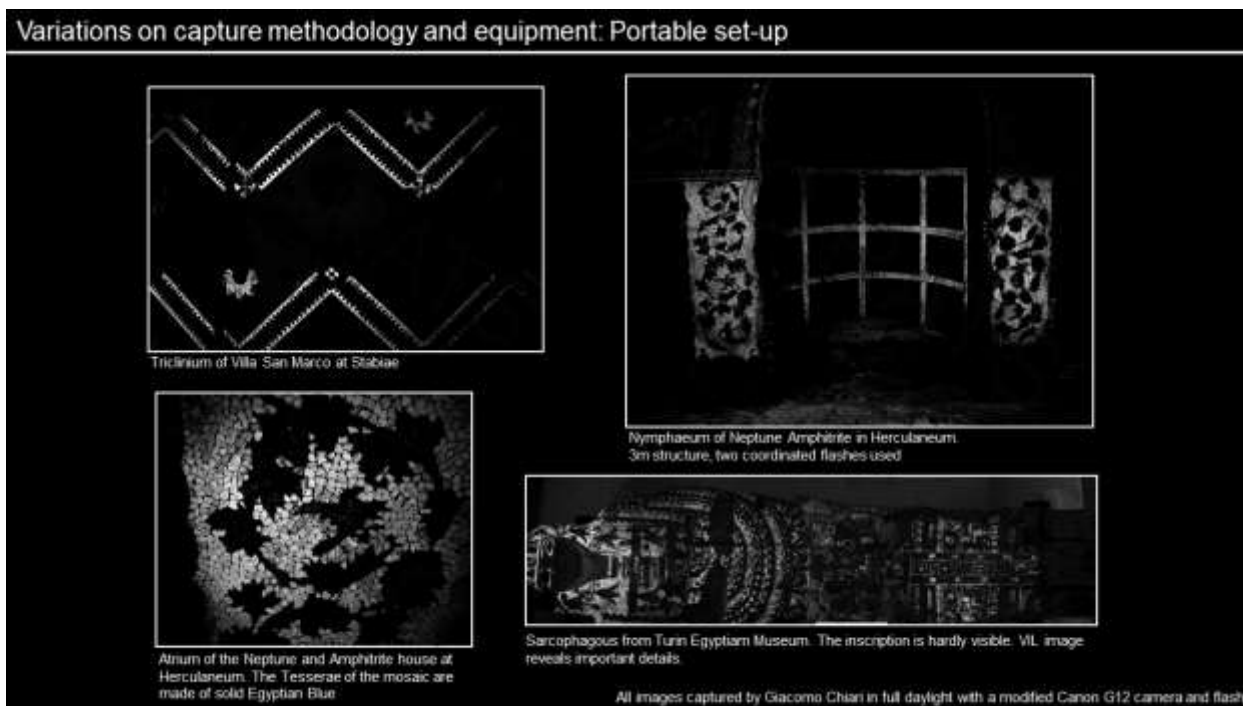 Variations on capture methodology and equipment: Portable set-up
Triclinium of Villa San Marco at Stabiae
Nymphaeum of Neptune Amphitrite in Herculaneum.
3m structure, two coordinated flashes used
Atrium of the Neptune and Amphitrite house at
Herculaneum. The Tesserae of the mosaic are
made of solid Egyptian Blue
Sarcophagous from Turin Egyptiam Museum. The inscription is hardly visible. VIL image
reveals important details.
All images captured by Giacomo Chiari in full daylight with a modified Canon G12 camera and flash